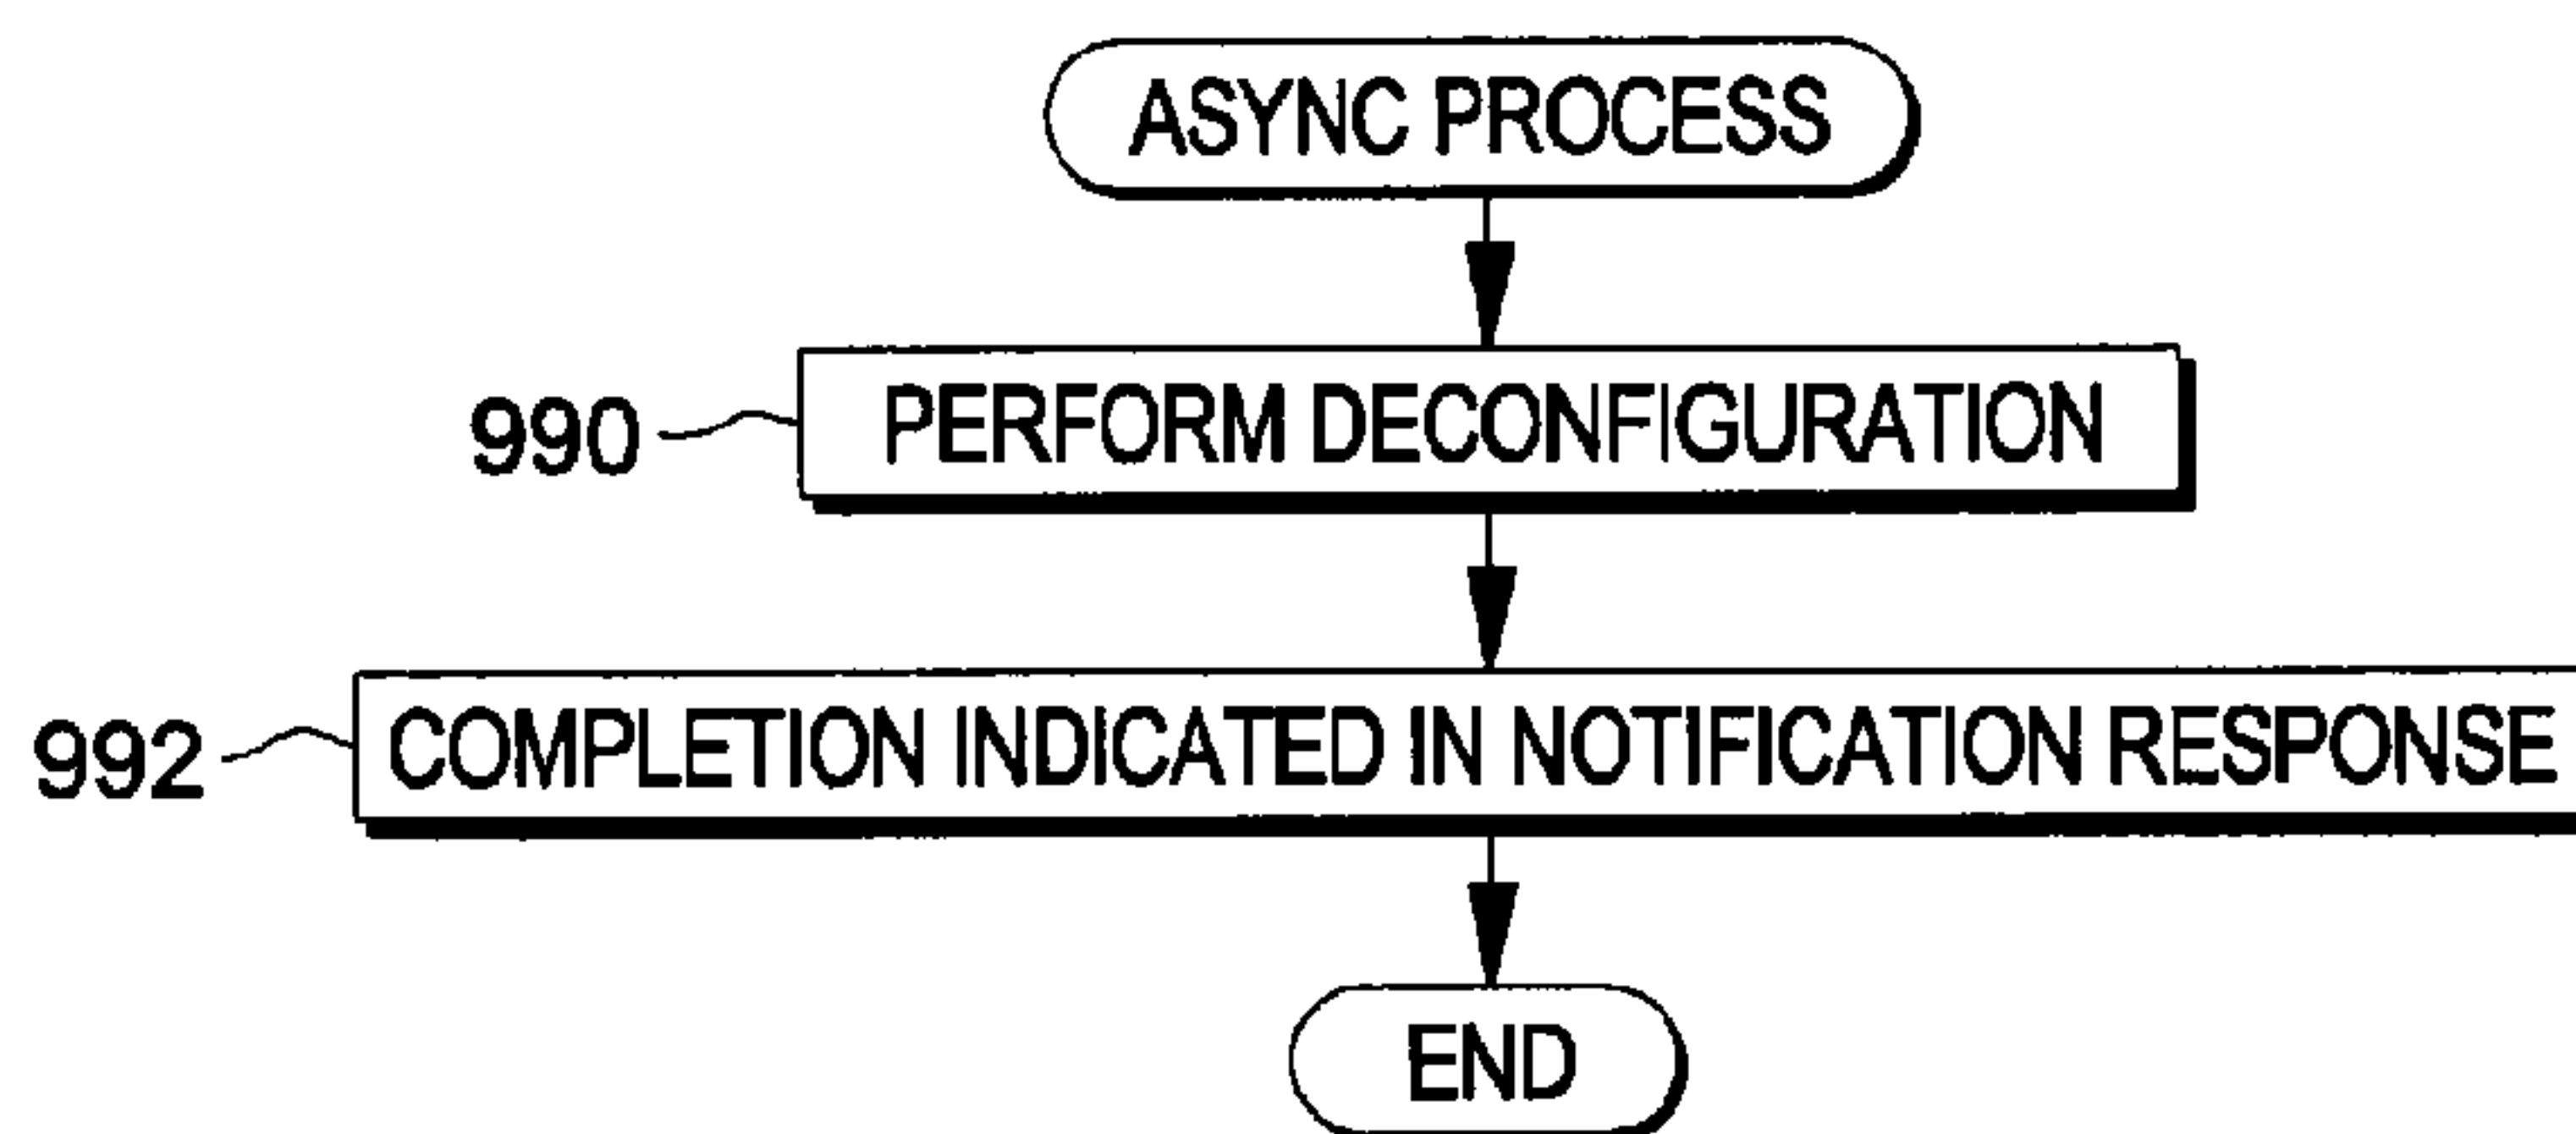 ASYNC PROCESS
990
PERFORM DECONFIGURATION
992
COMPLETION INDICATED IN NOTIFICATION RESPONSE
END